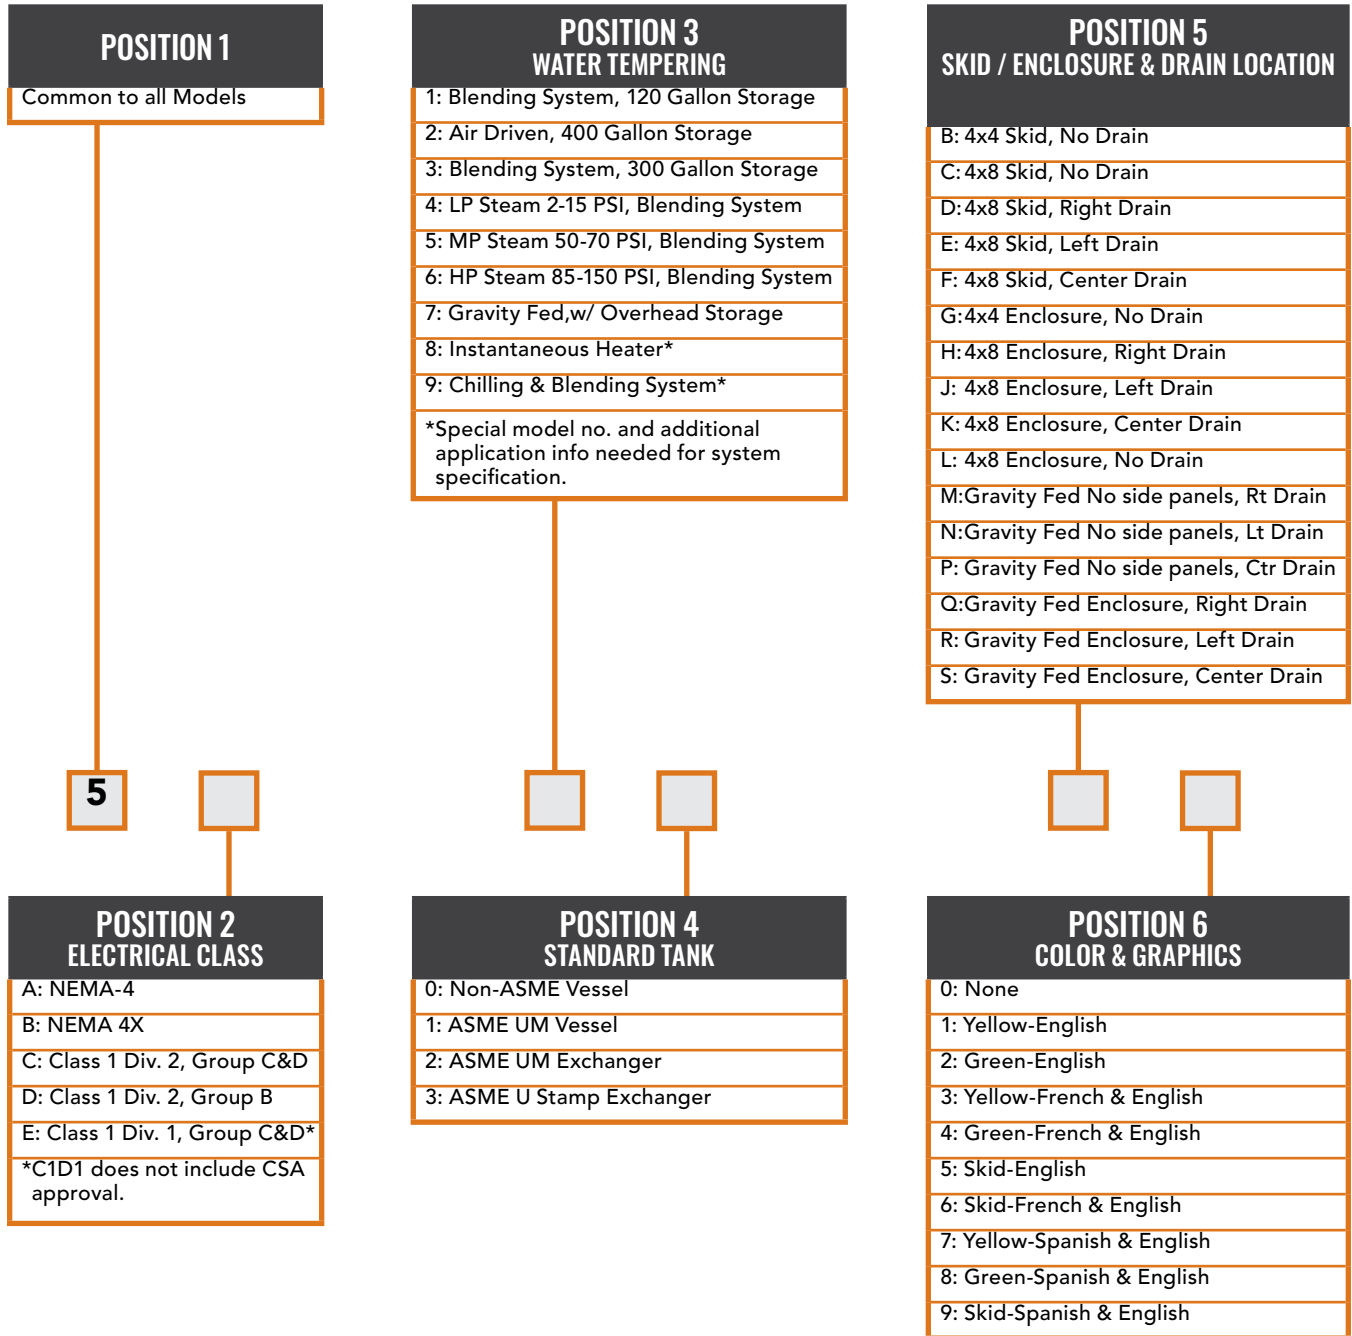 POSITION 1
Common to all Models
POSITION 3
WATER TEMPERING
1: Blending System, 120 Gallon Storage
2: Air Driven, 400 Gallon Storage
3: Blending System, 300 Gallon Storage
4: LP Steam 2-15 PSI, Blending System
5: MP Steam 50-70 PSI, Blending System
6: HP Steam 85-150 PSI, Blending System
7: Gravity Fed,w/ Overhead Storage
8: Instantaneous Heater*
9: Chilling & Blending System*
*Special model no. and additional
application info needed for system
specification.
POSITION 5
SKID / ENCLOSURE & DRAIN LOCATION
B: 4x4 Skid, No Drain
C: 4x8 Skid, No Drain
D: 4x8 Skid, Right Drain
E: 4x8 Skid, Left Drain
F: 4x8 Skid, Center Drain
G: 4x4 Enclosure, No Drain
H: 4x8 Enclosure, Right Drain
J: 4x8 Enclosure, Left Drain
K: 4x8 Enclosure, Center Drain
L: 4x8 Enclosure, No Drain
M: Gravity Fed No side panels, Rt Drain
N: Gravity Fed No side panels, Lt Drain
P: Gravity Fed No side panels, Ctr Drain
Q: Gravity Fed Enclosure, Right Drain
R: Gravity Fed Enclosure, Left Drain
S: Gravity Fed Enclosure, Center Drain
5
POSITION 2
ELECTRICAL CLASS
A: NEMA-4
B: NEMA 4X
C: Class 1 Div. 2, Group C&D
D: Class 1 Div. 2, Group B
E: Class 1 Div. 1, Group C&D*
*C1D1 does not include CSA
approval.
POSITION 4
STANDARD TANK
0: Non-ASME Vessel
1: ASME UM Vessel
2: ASME UM Exchanger
3: ASME U Stamp Exchanger
POSITION 6
COLOR & GRAPHICS
0: None
1: Yellow-English
2: Green-English
3: Yellow-French & English
4: Green-French & English
5: Skid-English
6: Skid-French & English
7: Yellow-Spanish & English
8: Green-Spanish & English
9: Skid-Spanish & English